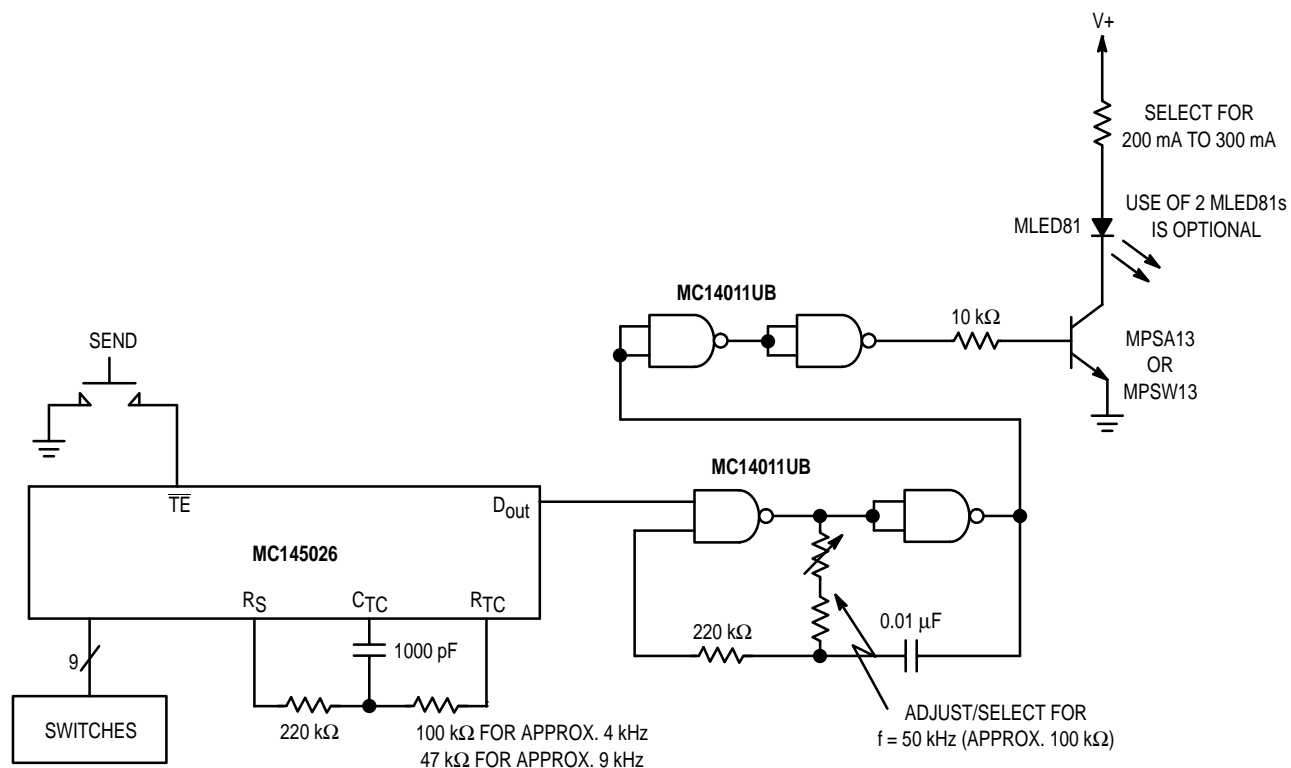 V+
SELECT FOR
200 mA TO 300 mA
USE OF 2 MLED81s
IS OPTIONAL
MLED81
MC14011UB
10 kΩ
MPSA13
OR
MPSW13
SEND
MC14011UB
TE
Dout
MC145026
RS
CTC
RTC
9
1000 pF
220 kΩ
0.01 μF
SWITCHES
220 kΩ
100 kΩ FOR APPROX. 4 kHz
47 kΩ FOR APPROX. 9 kHz
ADJUST/SELECT FOR
f = 50 kHz (APPROX. 100 kΩ)